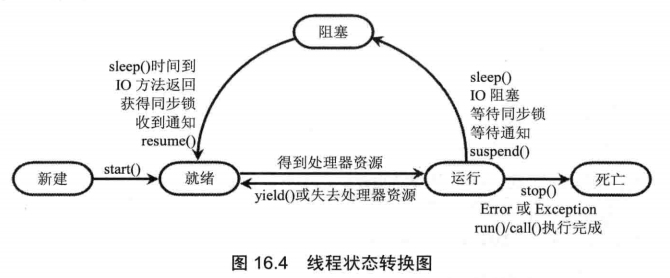 阻塞
sleep()时间到
IO 方法返回
获得同步锁
收到通知
resume()
sleep()
IO 阻塞
等待同步锁
等待通知
suspend()
新建
start()
就绪
得到处理器资源
yield()或失去处理器资源
运行
stop()
Error 或 Exception
run()/call()执行完成
死亡
图 16.4 线程状态转换图